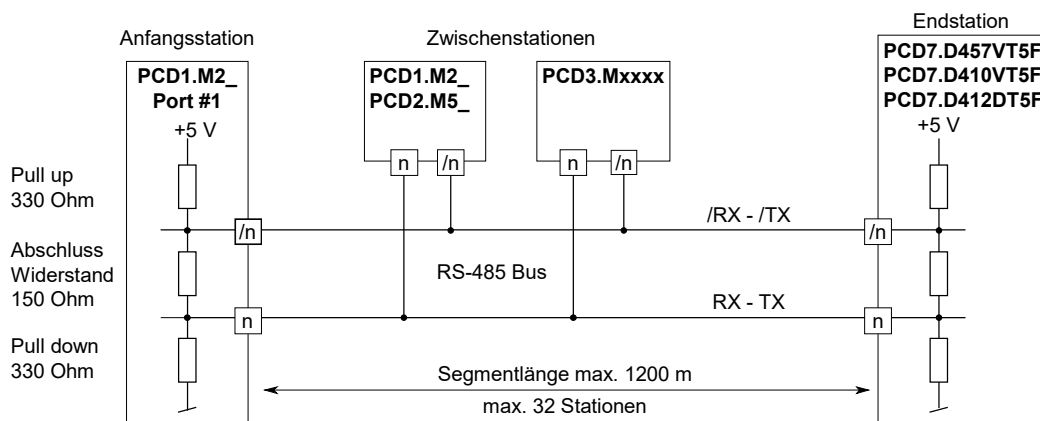 Anfangsstation
Zwischenstationen
Endstation
PCD1.M2_
Port #1
+5 V
PCD1.M2_
PCD2.M5_
PCD3.Mxxxx
PCD7.D457VT5F
PCD7.D410VT5F
PCD7.D412DT5F
+5 V
n
/n
n
/n
Pull up
330 Ohm
/RX - /TX
/n
/n
Abschluss
Widerstand
150 Ohm
RS-485 Bus
RX - TX
n
n
Pull down
330 Ohm
Segmentlänge max. 1200 m
max. 32 Stationen